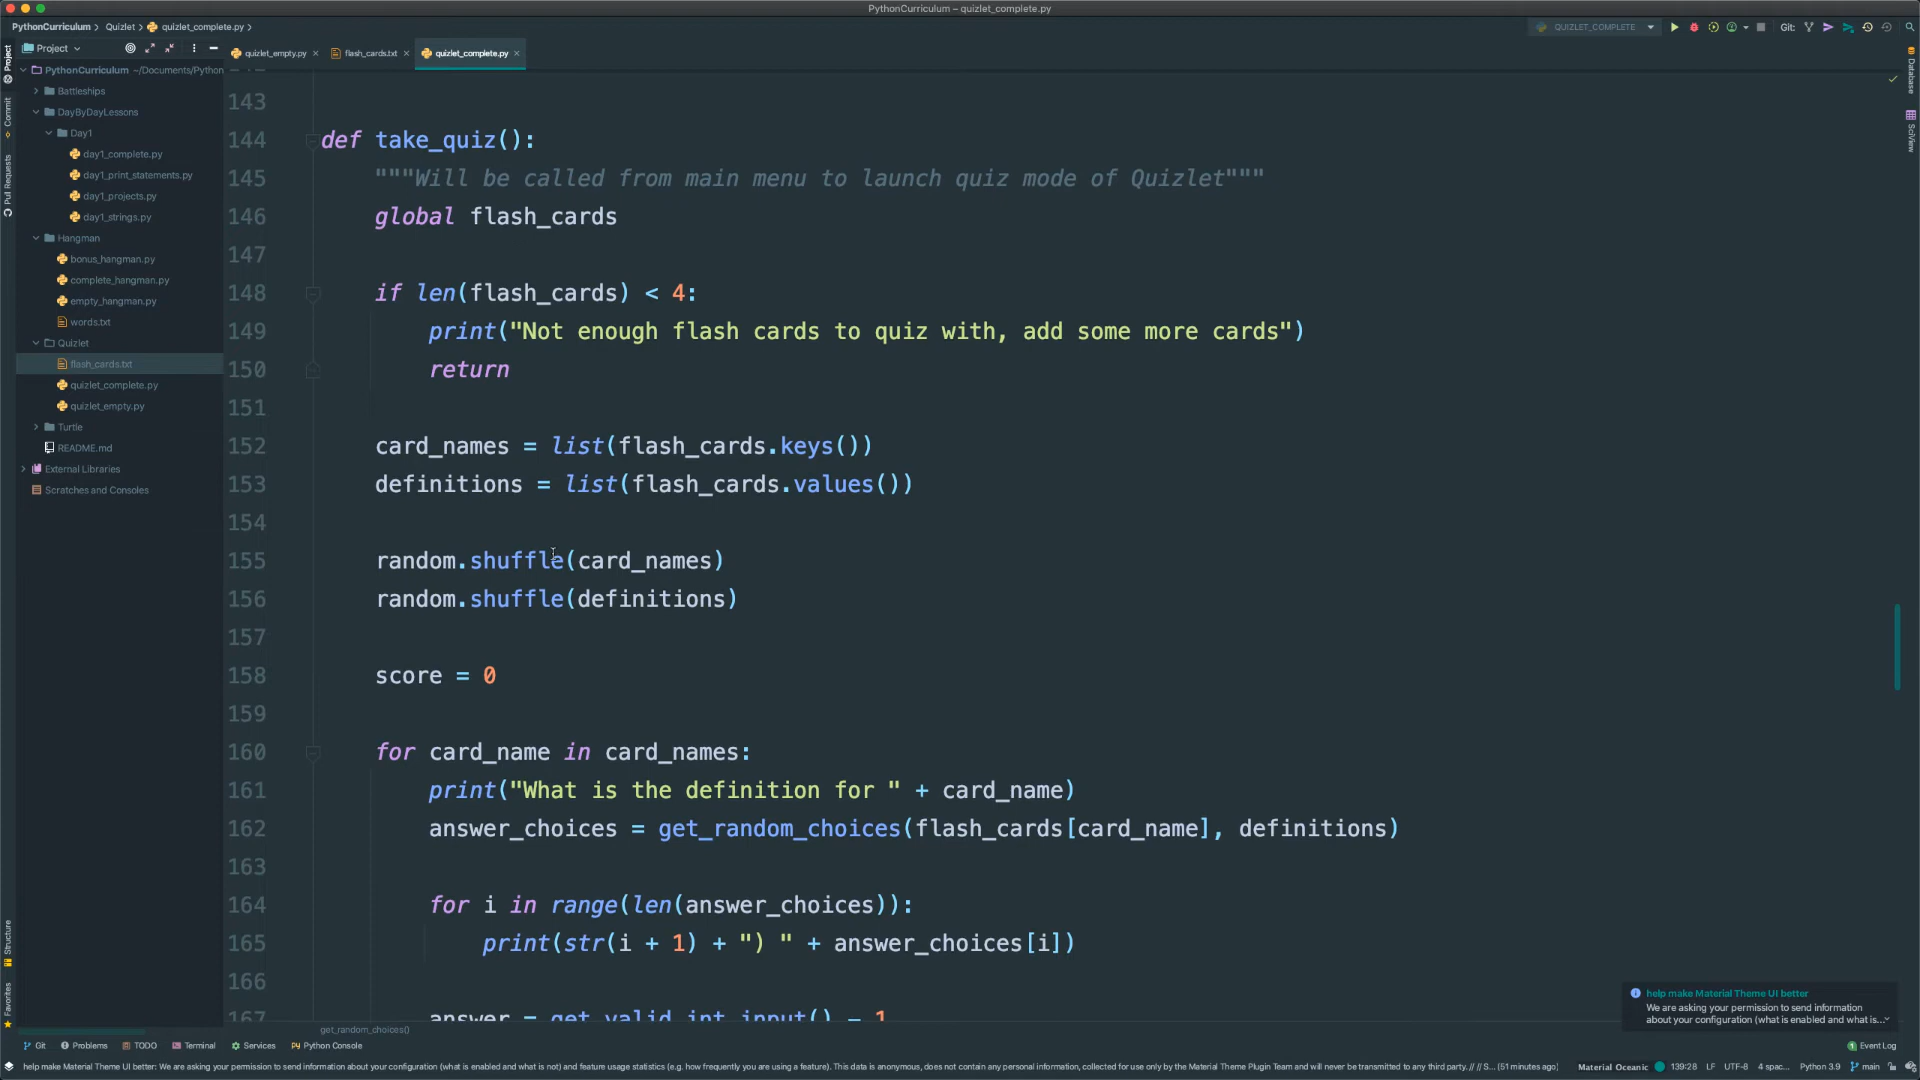 PythonCurriculum – quizlet_complete.py
PythonCurriculum Quizlet quizlet_complete.py
QUIZLET_COMPLETE Git:
Project
quizlet_empty.py flash_cards.txt quizlet_complete.py
PythonCurriculum ~/Documents/Python
Battleships
DayByDayLessons
Day1
day1_complete.py
day1_print_statements.py
day1_projects.py
day1_strings.py
Hangman
bonus_hangman.py
complete_hangman.py
empty_hangman.py
words.txt
Quizlet
flash_cards.txt
quizlet_complete.py
quizlet_empty.py
Turtle
README.md
External Libraries
Scratches and Consoles
Project
Commit
Pull Requests
Structure
Favorites
Database
SciView
143
144 def take_quiz():
145 """Will be called from main menu to launch quiz mode of Quizlet"""
146 global flash_cards
147
148 if len(flash_cards) < 4:
149 print("Not enough flash cards to quiz with, add some more cards")
150 return
151
152 card_names = list(flash_cards.keys())
153 definitions = list(flash_cards.values())
154
155 random.shuffle(card_names)
156 random.shuffle(definitions)
157
158 score = 0
159
160 for card_name in card_names:
161 print("What is the definition for " + card_name)
162 answer_choices = get_random_choices(flash_cards[card_name], definitions)
163
164 for i in range(len(answer_choices)):
165 print(str(i + 1) + ") " + answer_choices[i])
166
167 answer = get_valid_int_input() - 1
get_random_choices()
help make Material Theme UI better
We are asking your permission to send information
about your configuration (what is enabled and what is...
Git Problems TODO Terminal Services Python Console
1 Event Log
help make Material Theme UI better: We are asking your permission to send information about your configuration (what is enabled and what is not) and feature usage statistics (e.g. how frequently you are using a feature). This data is anonymous, does not contain any personal information, collected for use only by the Material Theme Plugin Team and will never be transmitted to any third party. // // S... (51 minutes ago)
Material Oceanic 139:28 LF UTF-8 4 spac... Python 3.9 main